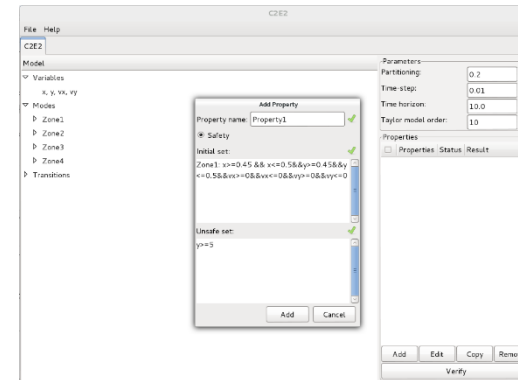 C2E2
File Help
C2E2
Model
Variables
x, y, vx, vy
Modes
Zone1
Zone2
Zone3
Zone4
Transitions
Add Property
Property name: Property1
Safety
Initial set:
Zone1: x>=0.45 && x<=0.5&&y>=0.45&&y
<=0.5&&vx>=0&&vx<=0&&vy>=0&&vy<=0
Unsafe set:
y>=5
Add Cancel
Parameters
Partitioning: 0.2
Time-step: 0.01
Time horizon: 10.0
Taylor model order: 10
Properties
Properties Status Result
Add Edit Copy Remo
Verify